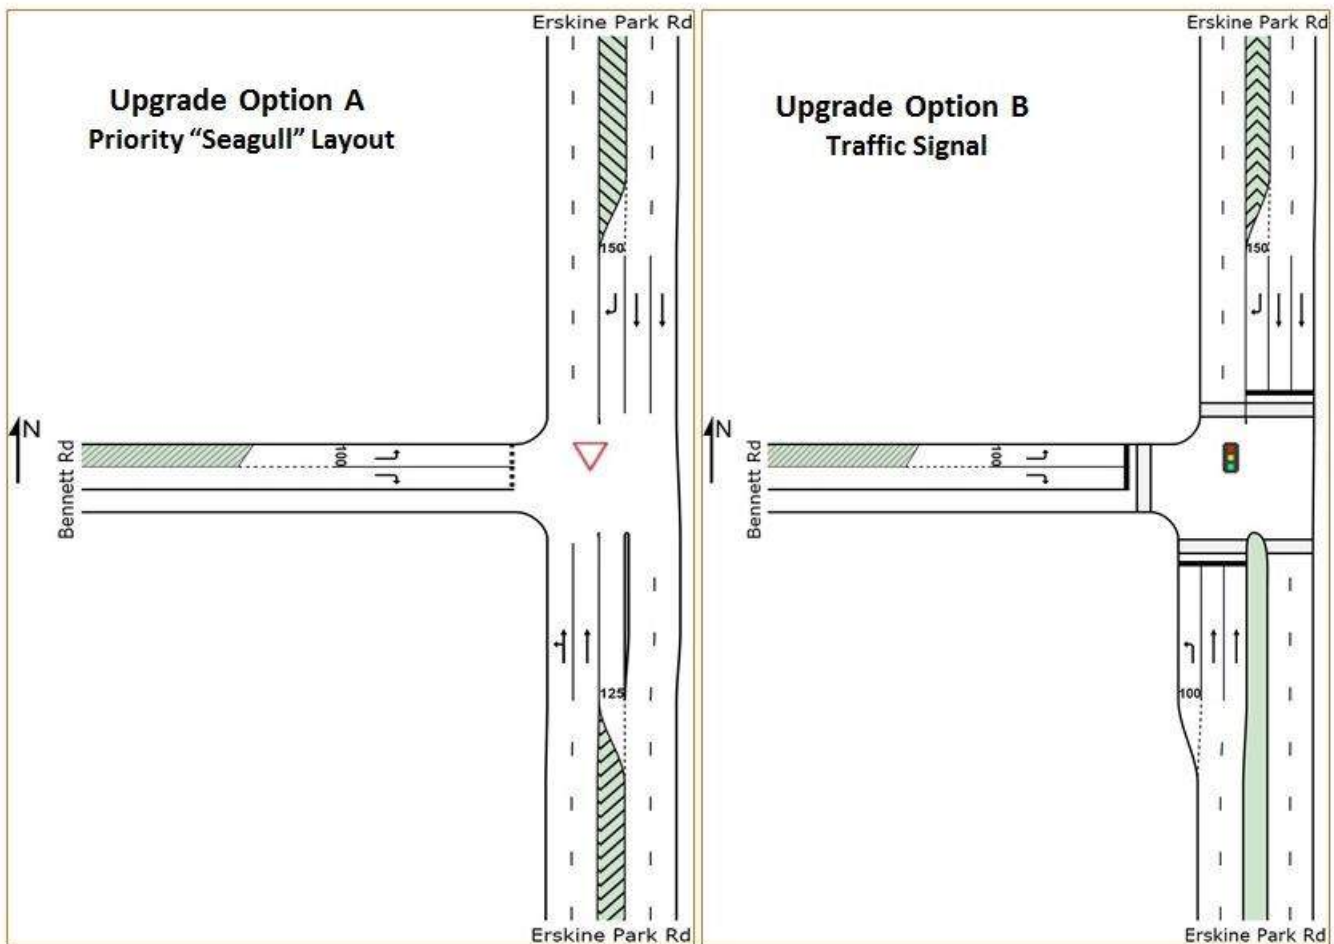 Erskine Park Rd
Upgrade Option A
Priority “Seagull” Layout
150
N
Bennett Rd
100
125
Erskine Park Rd
Erskine Park Rd
Upgrade Option B
Traffic Signal
150
N
Bennett Rd
100
100
Erskine Park Rd